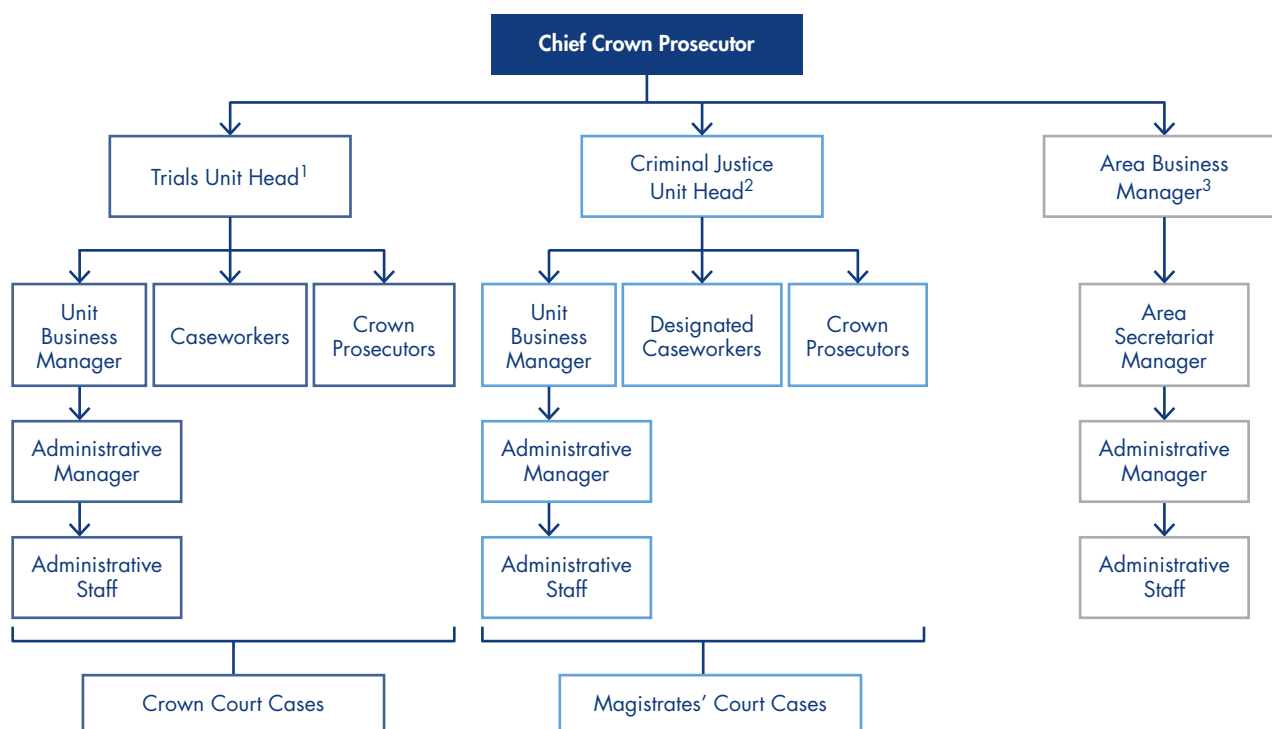 Chief Crown Prosecutor
Trials Unit Head1
Criminal Justice
Unit Head2
Area Business
Manager3
Unit
Business
Manager
Caseworkers
Crown
Prosecutors
Unit
Business
Manager
Designated
Caseworkers
Crown
Prosecutors
Area
Secretariat
Manager
Administrative
Manager
Administrative
Manager
Administrative
Manager
Administrative
Staff
Administrative
Staff
Administrative
Staff
Crown Court Cases
Magistrates’ Court Cases